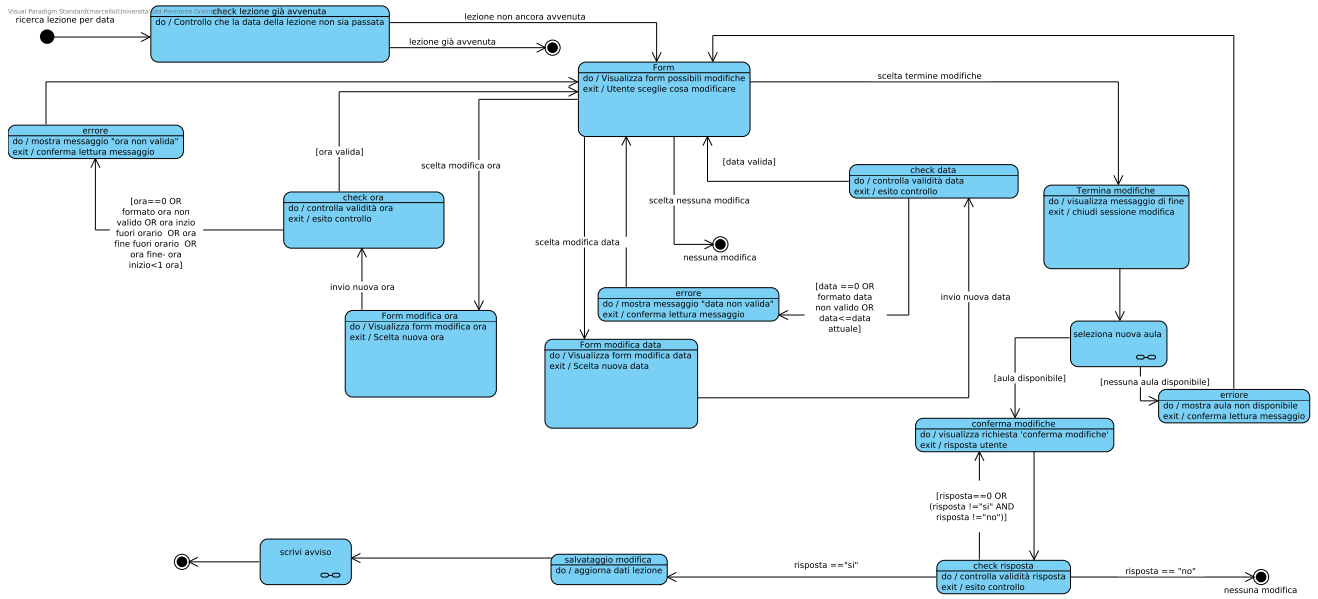 Visual Paradigm Standard(marcello(Università del Piemonte Orientale
ricerca lezione per data
check lezione già avvenuta
do / Controllo che la data della lezione non sia passata
lezione non ancora avvenuta
lezione già avvenuta
Form
do / Visualizza form possibili modifiche
exit / Utente sceglie cosa modificare
scelta termine modifiche
errore
do / mostra messaggio "ora non valida"
exit / conferma lettura messaggio
[ora valida]
scelta modifica ora
[data valida]
check data
do / controlla validità data
exit / esito controllo
Termina modifiche
do / visualizza messaggio di fine
exit / chiudi sessione modifica
check ora
do / controlla validità ora
exit / esito controllo
[ora==0 OR
formato ora non
valido OR ora inzio
fuori orario OR ora
fine fuori orario OR
ora fine- ora
inizio<1 ora]
scelta nessuna modifica
scelta modifica data
nessuna modifica
invio nuova ora
errore
do / mostra messaggio "data non valida"
exit / conferma lettura messaggio
[data ==0 OR
formato data
non valido OR
data<=data
attuale]
invio nuova data
Form modifica ora
do / Visualizza form modifica ora
exit / Scelta nuova ora
Form modifica data
do / Visualizza form modifica data
exit / Scelta nuova data
seleziona nuova aula
[aula disponibile]
[nessuna aula disponibile]
erriore
do / mostra aula non disponibile
exit / conferma lettura messaggio
conferma modifiche
do / visualizza richiesta 'conferma modifiche'
exit / risposta utente
[risposta==0 OR
(risposta !="si" AND
risposta !="no")]
scrivi avviso
salvataggio modifica
do / aggiorna dati lezione
risposta =="si"
check risposta
do / controlla validità risposta
exit / esito controllo
risposta == "no"
nessuna modifica